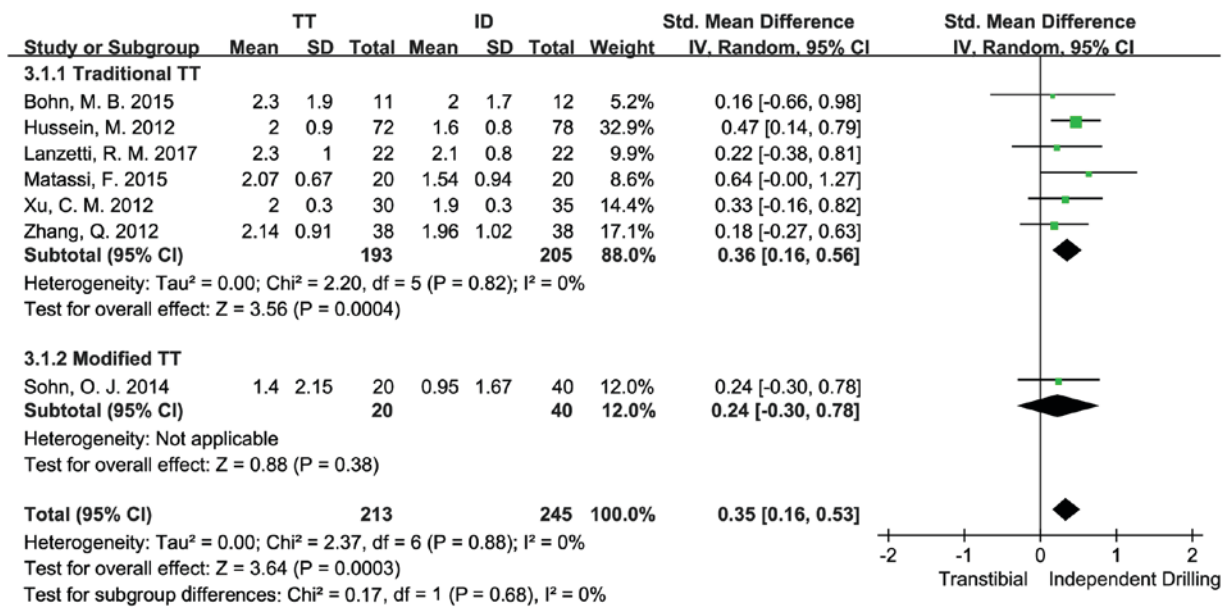 TT ID Std. Mean Difference Std. Mean Difference
Study or Subgroup Mean SD Total Mean SD Total Weight IV, Random, 95% CI IV, Random, 95% CI
3.1.1 Traditional TT
Bohn, M. B. 2015 2.3 1.9 11 2 1.7 12 5.2% 0.16 [-0.66, 0.98]
Hussein, M. 2012 2 0.9 72 1.6 0.8 78 32.9% 0.47 [0.14, 0.79]
Lanzetti, R. M. 2017 2.3 1 22 2.1 0.8 22 9.9% 0.22 [-0.38, 0.81]
Matassi, F. 2015 2.07 0.67 20 1.54 0.94 20 8.6% 0.64 [-0.00, 1.27]
Xu, C. M. 2012 2 0.3 30 1.9 0.3 35 14.4% 0.33 [-0.16, 0.82]
Zhang, Q. 2012 2.14 0.91 38 1.96 1.02 38 17.1% 0.18 [-0.27, 0.63]
Subtotal (95% CI) 193 205 88.0% 0.36 [0.16, 0.56]
Heterogeneity: Tau² = 0.00; Chi² = 2.20, df = 5 (P = 0.82); I² = 0%
Test for overall effect: Z = 3.56 (P = 0.0004)
3.1.2 Modified TT
Sohn, O. J. 2014 1.4 2.15 20 0.95 1.67 40 12.0% 0.24 [-0.30, 0.78]
Subtotal (95% CI) 20 40 12.0% 0.24 [-0.30, 0.78]
Heterogeneity: Not applicable
Test for overall effect: Z = 0.88 (P = 0.38)
Total (95% CI) 213 245 100.0% 0.35 [0.16, 0.53]
Heterogeneity: Tau² = 0.00; Chi² = 2.37, df = 6 (P = 0.88); I² = 0%
Test for overall effect: Z = 3.64 (P = 0.0003)
Test for subgroup differences: Chi² = 0.17, df = 1 (P = 0.68), I² = 0%
-2 -1 0 1 2
Transtibial Independent Drilling